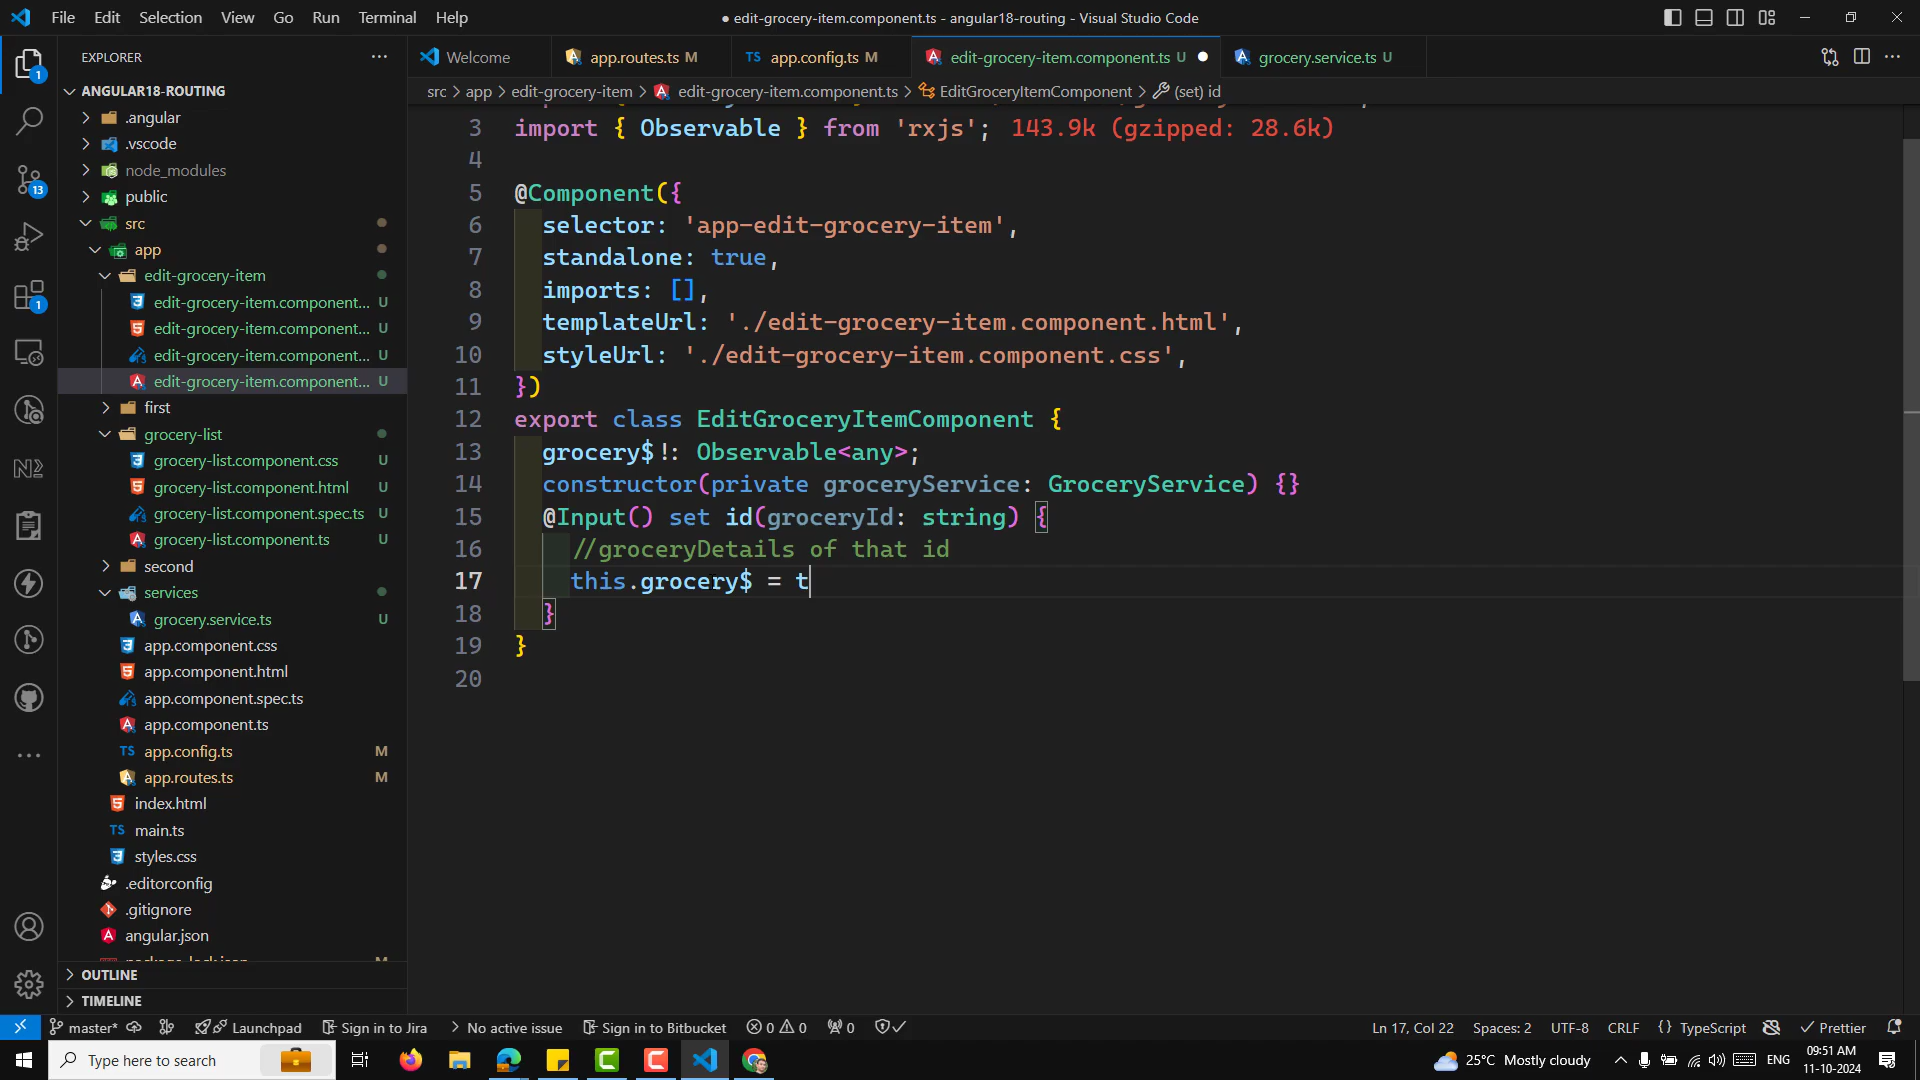 File Edit Selection View Go Run Terminal Help
● edit-grocery-item.component.ts - angular18-routing - Visual Studio Code
EXPLORER
Welcome
app.routes.ts M
TS app.config.ts M
edit-grocery-item.component.ts U
grocery.service.ts U
src > app > edit-grocery-item > edit-grocery-item.component.ts > EditGroceryItemComponent > (set) id
1
13
1
ANGULAR18-ROUTING
.angular
.vscode
node_modules
public
src
app
edit-grocery-item
edit-grocery-item.component... U
edit-grocery-item.component... U
edit-grocery-item.component... U
edit-grocery-item.component... U
first
grocery-list
grocery-list.component.css U
grocery-list.component.html U
grocery-list.component.spec.ts U
grocery-list.component.ts U
second
services
grocery.service.ts U
app.component.css
app.component.html
app.component.spec.ts
app.component.ts
TS app.config.ts M
app.routes.ts M
index.html
TS main.ts
styles.css
.editorconfig
.gitignore
angular.json
OUTLINE
TIMELINE
3 import { Observable } from 'rxjs'; 143.9k (gzipped: 28.6k)
4
5 @Component({
6 selector: 'app-edit-grocery-item',
7 standalone: true,
8 imports: [],
9 templateUrl: './edit-grocery-item.component.html',
10 styleUrl: './edit-grocery-item.component.css',
11 })
12 export class EditGroceryItemComponent {
13 grocery$!: Observable<any>;
14 constructor(private groceryService: GroceryService) {}
15 @Input() set id(groceryId: string) {
16 //groceryDetails of that id
17 this.grocery$ = t
18 }
19 }
20
master* Launchpad Sign in to Jira > No active issue Sign in to Bitbucket 0 0 0
Ln 17, Col 22 Spaces: 2 UTF-8 CRLF {} TypeScript Prettier
Type here to search
25°C Mostly cloudy
ENG
09:51 AM
11-10-2024